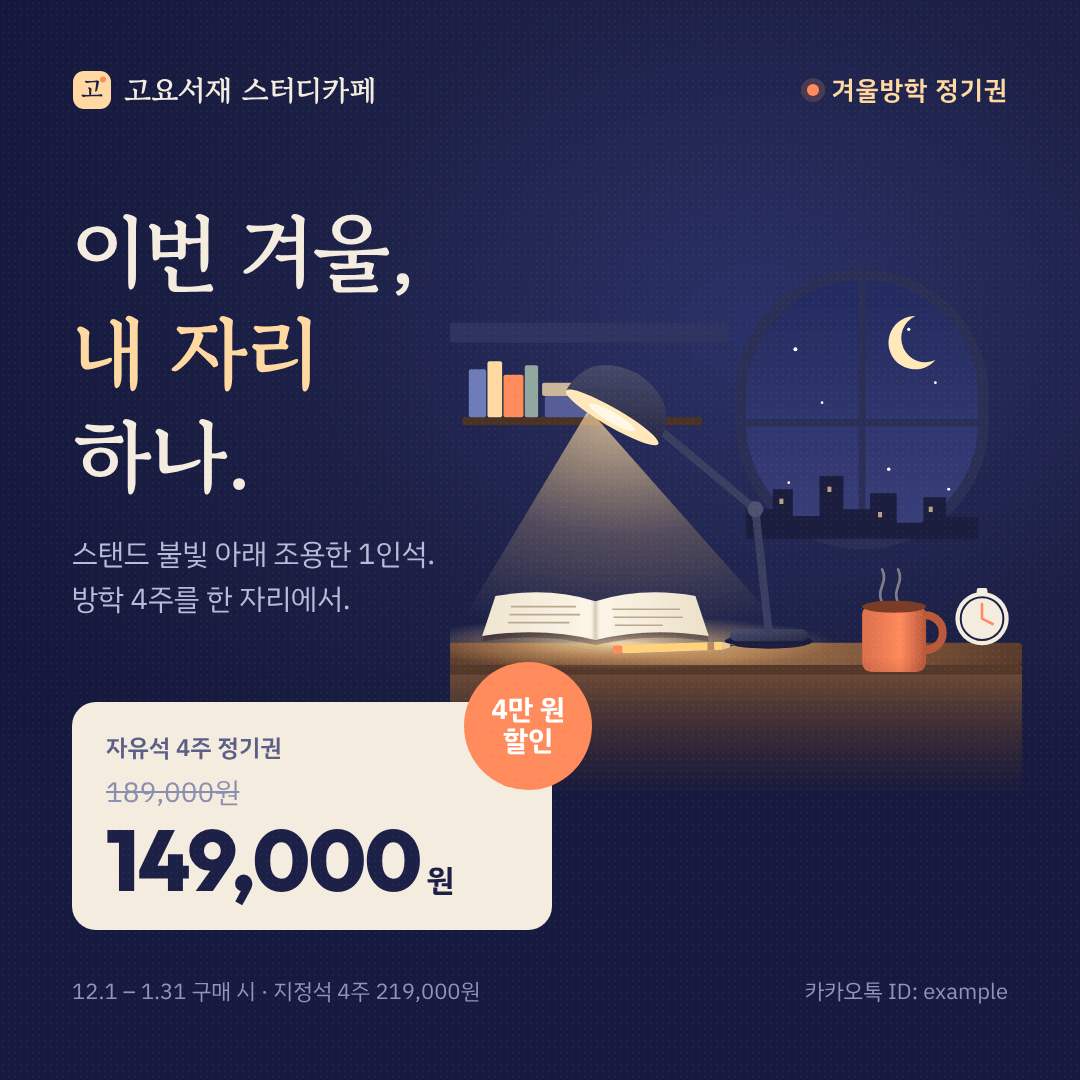 고
고요서재 스터디카페
겨울방학 정기권
이번 겨울,
내 자리
하나.
스탠드 불빛 아래 조용한 1인석.
방학 4주를 한 자리에서.
4만 원
할인
자유석 4주 정기권
189,000원
149,000원
12.1 – 1.31 구매 시 · 지정석 4주 219,000원
카카오톡 ID: example